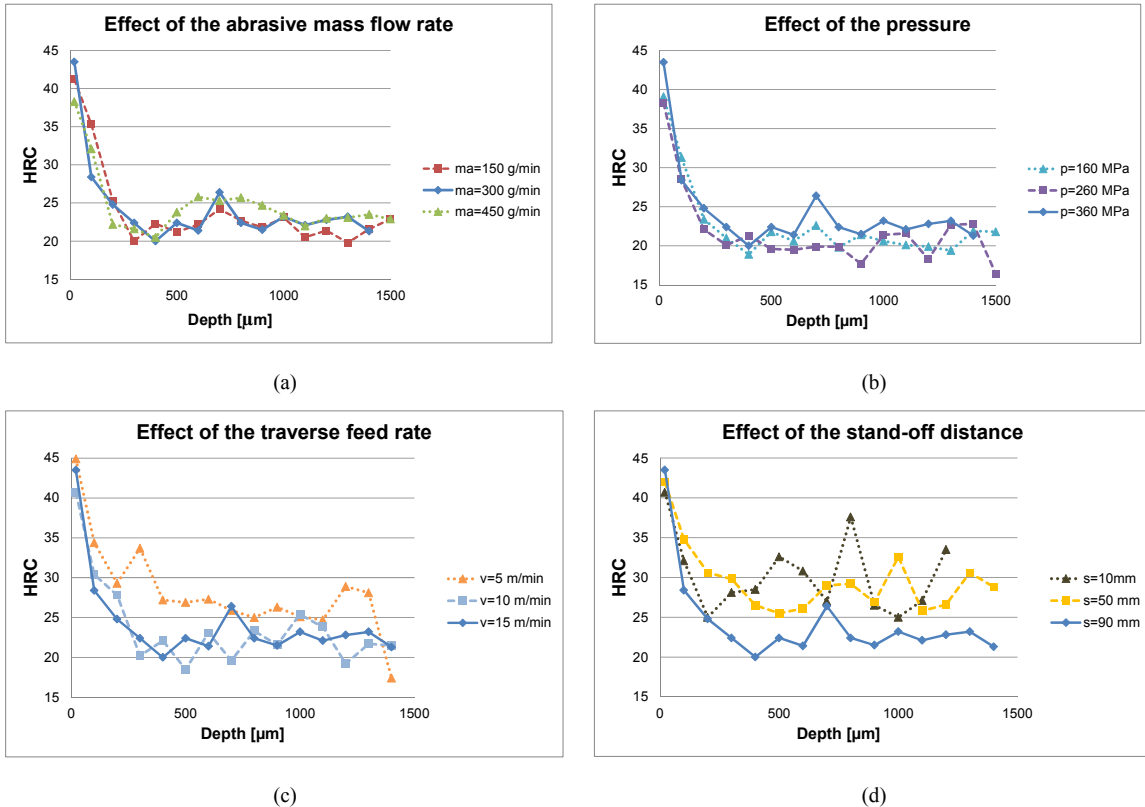 Effect of the abrasive mass flow rate
45
40
35
30
25
20
15
HRC
0
500
1000
1500
Depth [µm]
ma=150 g/min
ma=300 g/min
ma=450 g/min
(a)
Effect of the pressure
45
40
35
30
25
20
15
HRC
0
500
1000
1500
Depth [µm]
p=160 MPa
p=260 MPa
p=360 MPa
(b)
Effect of the traverse feed rate
45
40
35
30
25
20
15
HRC
0
500
1000
1500
Depth [µm]
v=5 m/min
v=10 m/min
v=15 m/min
(c)
Effect of the stand-off distance
45
40
35
30
25
20
15
HRC
0
500
1000
1500
Depth [µm]
s=10mm
s=50 mm
s=90 mm
(d)